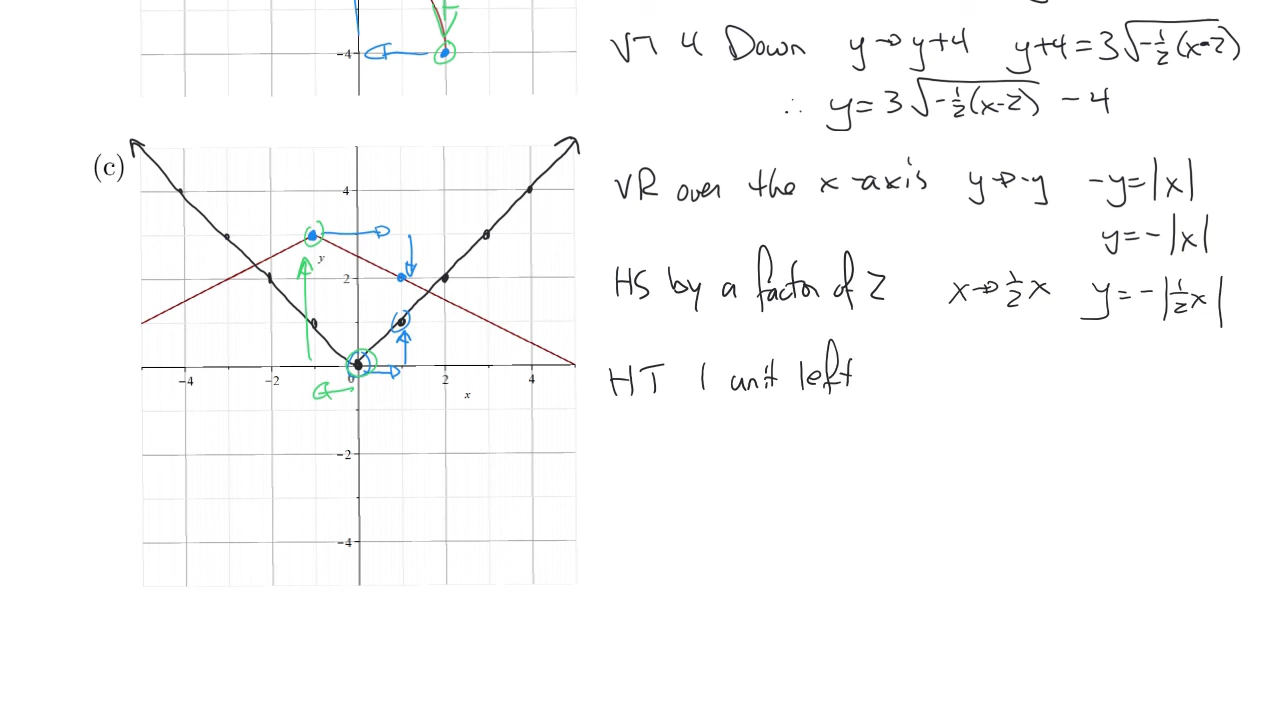 -4
VT 4 Down y→y+4 y+4=3√-½(x-2)
∴ y=3√-½(x-2) -4
(c)
4
VR over the x-axis y→-y -y=|x|
y=-|x|
y
2
HS by a factor of 2 x→½x y=-|½x|
-4 -2 0 2 4
HT 1 unit left
x
-2
-4